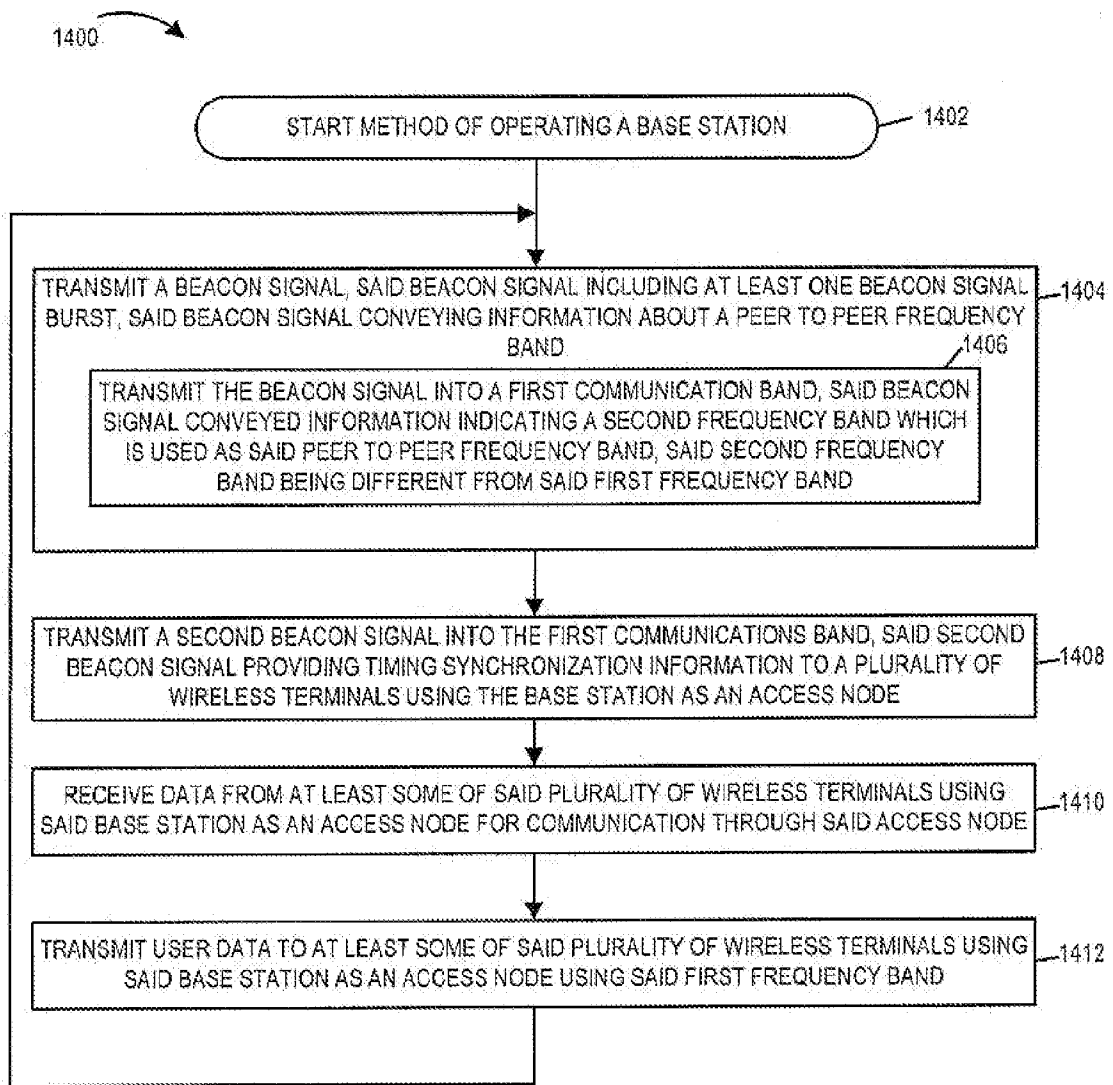 1400
START METHOD OF OPERATING A BASE STATION
1402
TRANSMIT A BEACON SIGNAL, SAID BEACON SIGNAL INCLUDING AT LEAST ONE BEACON SIGNAL
BURST, SAID BEACON SIGNAL CONVEYING INFORMATION ABOUT A PEER TO PEER FREQUENCY
BAND
1404
1406
TRANSMIT THE BEACON SIGNAL INTO A FIRST COMMUNICATION BAND, SAID BEACON
SIGNAL CONVEYED INFORMATION INDICATING A SECOND FREQUENCY BAND WHICH
IS USED AS SAID PEER TO PEER FREQUENCY BAND, SAID SECOND FREQUENCY
BAND BEING DIFFERENT FROM SAID FIRST FREQUENCY BAND
TRANSMIT A SECOND BEACON SIGNAL INTO THE FIRST COMMUNICATIONS BAND, SAID SECOND
BEACON SIGNAL PROVIDING TIMING SYNCHRONIZATION INFORMATION TO A PLURALITY OF
WIRELESS TERMINALS USING THE BASE STATION AS AN ACCESS NODE
1408
RECEIVE DATA FROM AT LEAST SOME OF SAID PLURALITY OF WIRELESS TERMINALS USING
SAID BASE STATION AS AN ACCESS NODE FOR COMMUNICATION THROUGH SAID ACCESS NODE
1410
TRANSMIT USER DATA TO AT LEAST SOME OF SAID PLURALITY OF WIRELESS TERMINALS USING
SAID BASE STATION AS AN ACCESS NODE USING SAID FIRST FREQUENCY BAND
1412